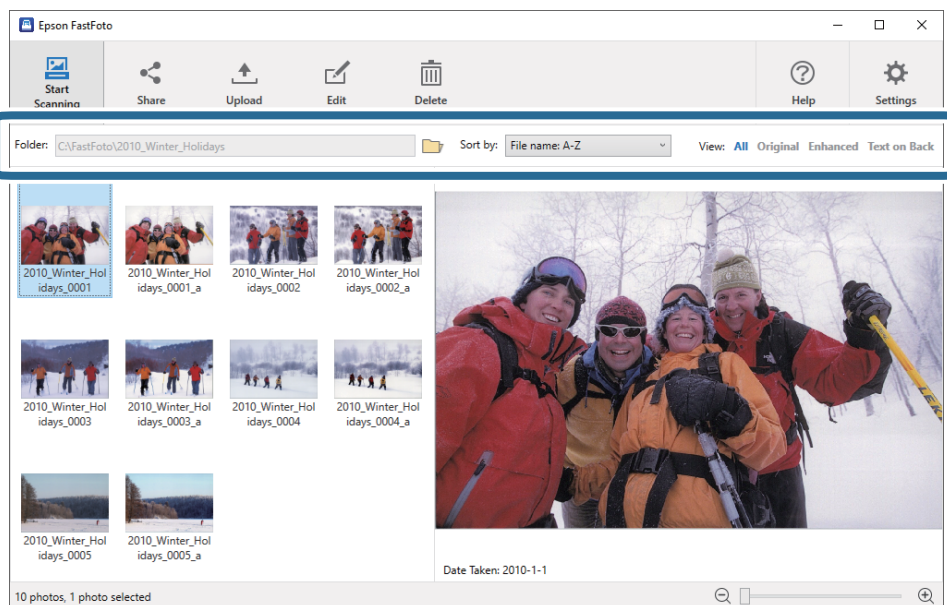 Epson FastFoto
Start
Scanning
Share
Upload
Edit
Delete
Help
Settings
Folder: C:\FastFoto\2010_Winter_Holidays
Sort by: File name: A-Z
View: All Original Enhanced Text on Back
2010_Winter_Hol
idays_0001
2010_Winter_Hol
idays_0001_a
2010_Winter_Hol
idays_0002
2010_Winter_Hol
idays_0002_a
2010_Winter_Hol
idays_0003
2010_Winter_Hol
idays_0003_a
2010_Winter_Hol
idays_0004
2010_Winter_Hol
idays_0004_a
2010_Winter_Hol
idays_0005
2010_Winter_Hol
idays_0005_a
Date Taken: 2010-1-1
10 photos, 1 photo selected